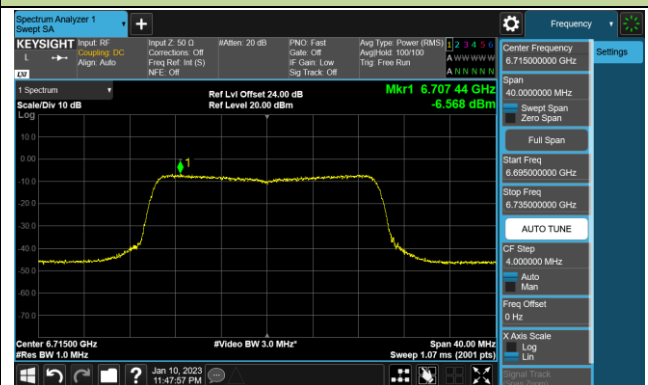 Spectrum Analyzer 1
Swept SA
+
Frequency
KEYSIGHT
L
LXI
Input: RF
Coupling: DC
Align: Auto
Input Z: 50 Ω
Corrections: Off
Freq Ref: Int (S)
NFE: Off
#Atten: 20 dB
PNO: Fast
Gate: Off
IF Gain: Low
Sig Track: Off
Avg Type: Power (RMS)
Avg|Hold: 100/100
Trig: Free Run
1 2 3 4 5 6
A W W W W W
A N N N N N
1 Spectrum
Scale/Div 10 dB
Log
Ref Lvl Offset 24.00 dB
Ref Level 20.00 dBm
Mkr1 6.707 44 GHz
-6.568 dBm
10.0
0.00
-10.0
-20.0
-30.0
-40.0
-50.0
-60.0
-70.0
1
Center 6.71500 GHz
#Res BW 1.0 MHz
#Video BW 3.0 MHz*
Span 40.00 MHz
Sweep 1.07 ms (2001 pts)
Jan 10, 2023
11:47:57 PM
Center Frequency
6.715000000 GHz
Settings
Span
40.0000000 MHz
Swept Span
Zero Span
Full Span
Start Freq
6.695000000 GHz
Stop Freq
6.735000000 GHz
AUTO TUNE
CF Step
4.000000 MHz
Auto
Man
Freq Offset
0 Hz
X Axis Scale
Log
Lin
Signal Track
(Span Zoom)